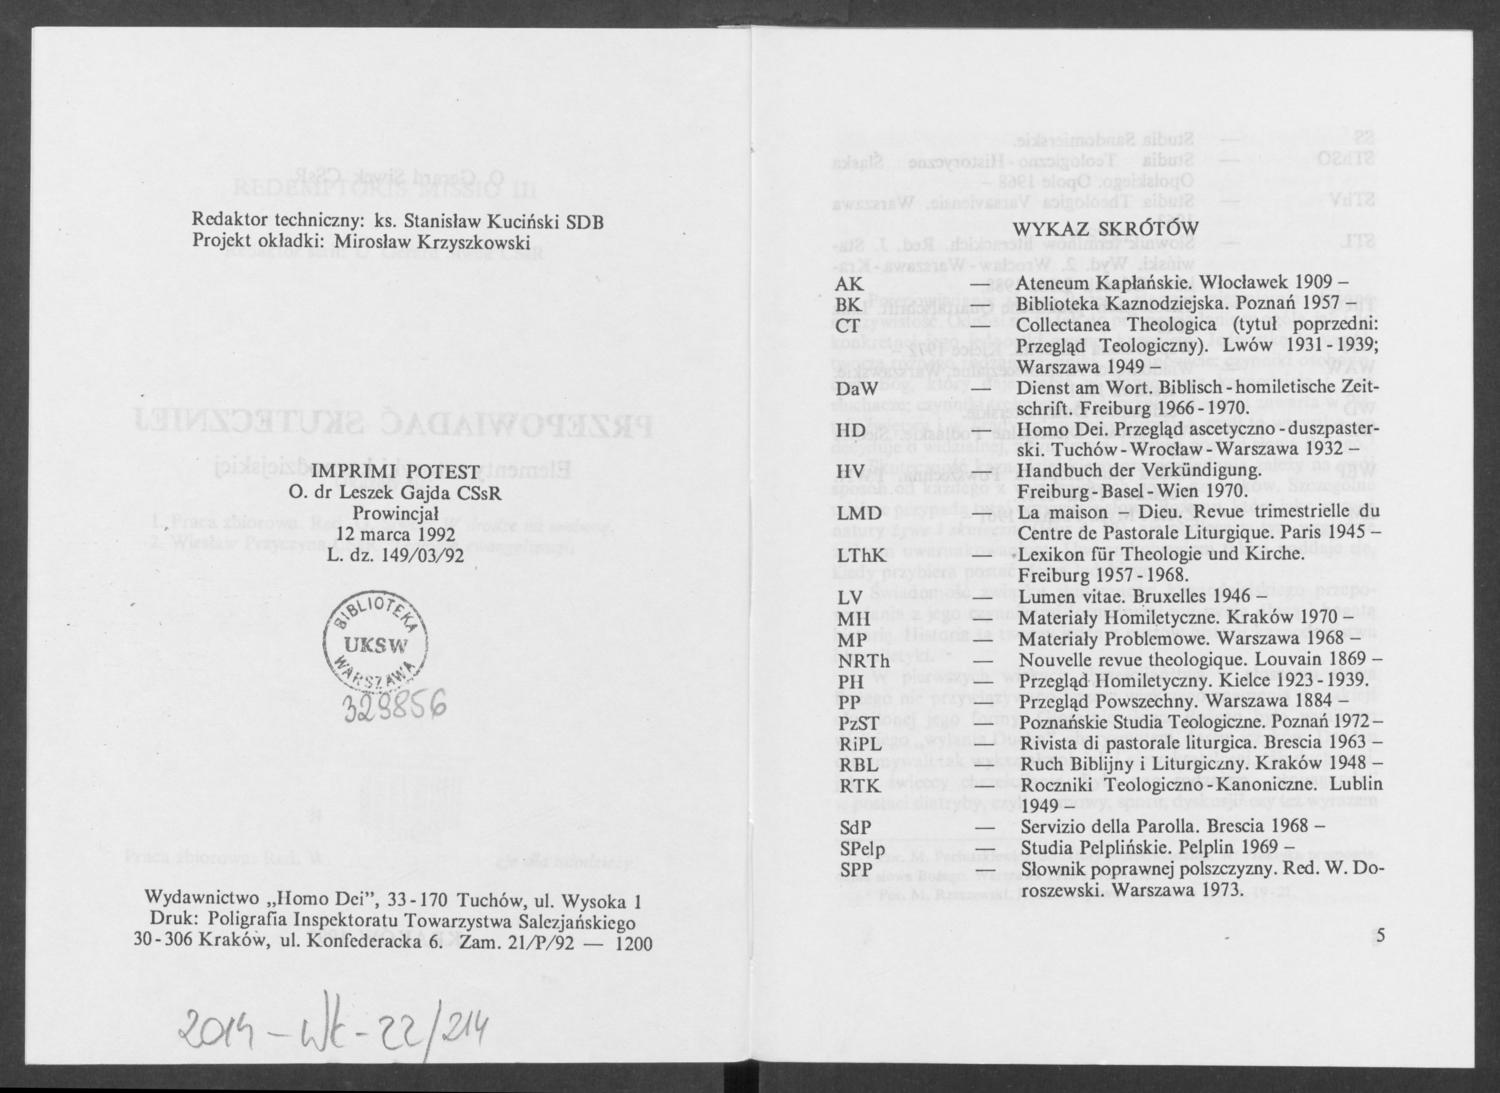 Redaktor techniczny: ks. Stanisław Kuciński SDB
Projekt okładki: Mirosław Krzyszkowski
IMPRIMI POTEST
O. dr Leszek Gajda CSsR
Prowincjał
12 marca 1992
L. dz. 149/03/92
BIBLIOTEKA
UKSW
WARSZAWA
329856
Wydawnictwo „Homo Dei”, 33-170 Tuchów, ul. Wysoka 1
Druk: Poligrafia Inspektoratu Towarzystwa Salezjańskiego
30-306 Kraków, ul. Konfederacka 6. Zam. 21/P/92 — 1200
2014-Wt-22/214
WYKAZ SKRÓTÓW
AK — Ateneum Kapłańskie. Włocławek 1909 –
BK — Biblioteka Kaznodziejska. Poznań 1957 –
CT — Collectanea Theologica (tytuł poprzedni:
Przegląd Teologiczny). Lwów 1931-1939;
Warszawa 1949 –
DaW — Dienst am Wort. Biblisch-homiletische Zeit-
schrift. Freiburg 1966-1970.
HD — Homo Dei. Przegląd ascetyczno-duszpaster-
ski. Tuchów-Wrocław-Warszawa 1932 –
HV — Handbuch der Verkündigung.
Freiburg-Basel-Wien 1970.
LMD — La maison – Dieu. Revue trimestrielle du
Centre de Pastorale Liturgique. Paris 1945 –
LThK — Lexikon für Theologie und Kirche.
Freiburg 1957-1968.
LV — Lumen vitae. Bruxelles 1946 –
MH — Materiały Homiletyczne. Kraków 1970 –
MP — Materiały Problemowe. Warszawa 1968 –
NRTh — Nouvelle revue theologique. Louvain 1869 –
PH — Przegląd Homiletyczny. Kielce 1923-1939.
PP — Przegląd Powszechny. Warszawa 1884 –
PzST — Poznańskie Studia Teologiczne. Poznań 1972 –
RiPL — Rivista di pastorale liturgica. Brescia 1963 –
RBL — Ruch Biblijny i Liturgiczny. Kraków 1948 –
RTK — Roczniki Teologiczno-Kanoniczne. Lublin
1949 –
SdP — Servizio della Parolla. Brescia 1968 –
SPelp — Studia Pelplińskie. Pelplin 1969 –
SPP — Słownik poprawnej polszczyzny. Red. W. Do-
roszewski. Warszawa 1973.
5